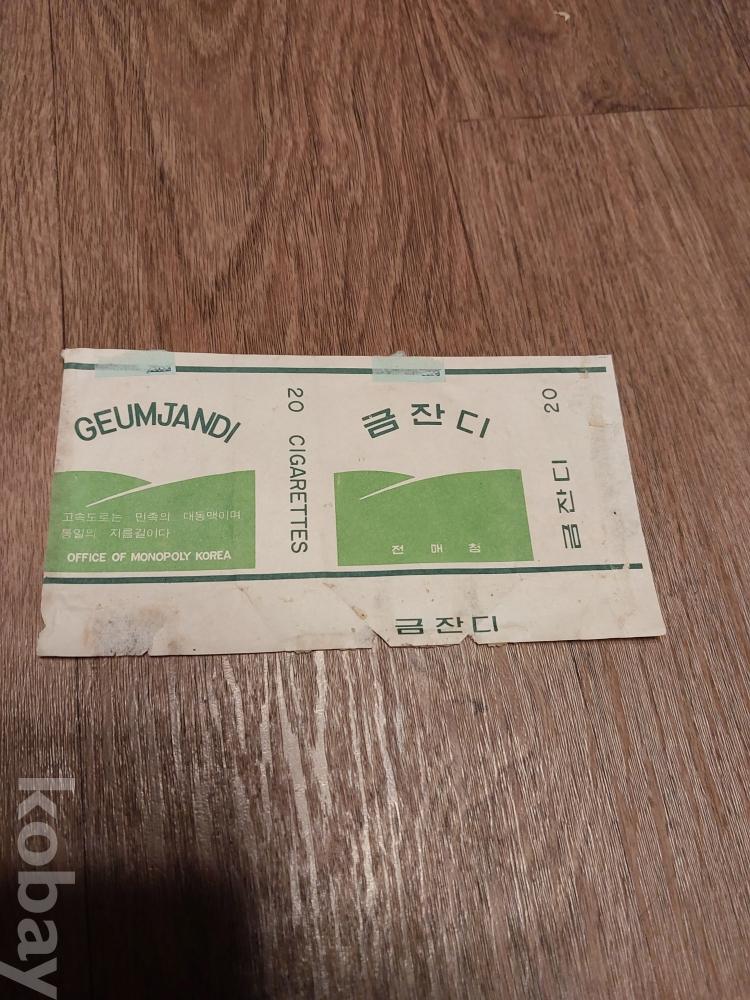 GEUMJANDI
고속도로는 민족의 대동맥이며
통일의 지름길이다
OFFICE OF MONOPOLY KOREA
20 CIGARETTES
금잔디
전매청
20 금잔디
금잔디
kobay